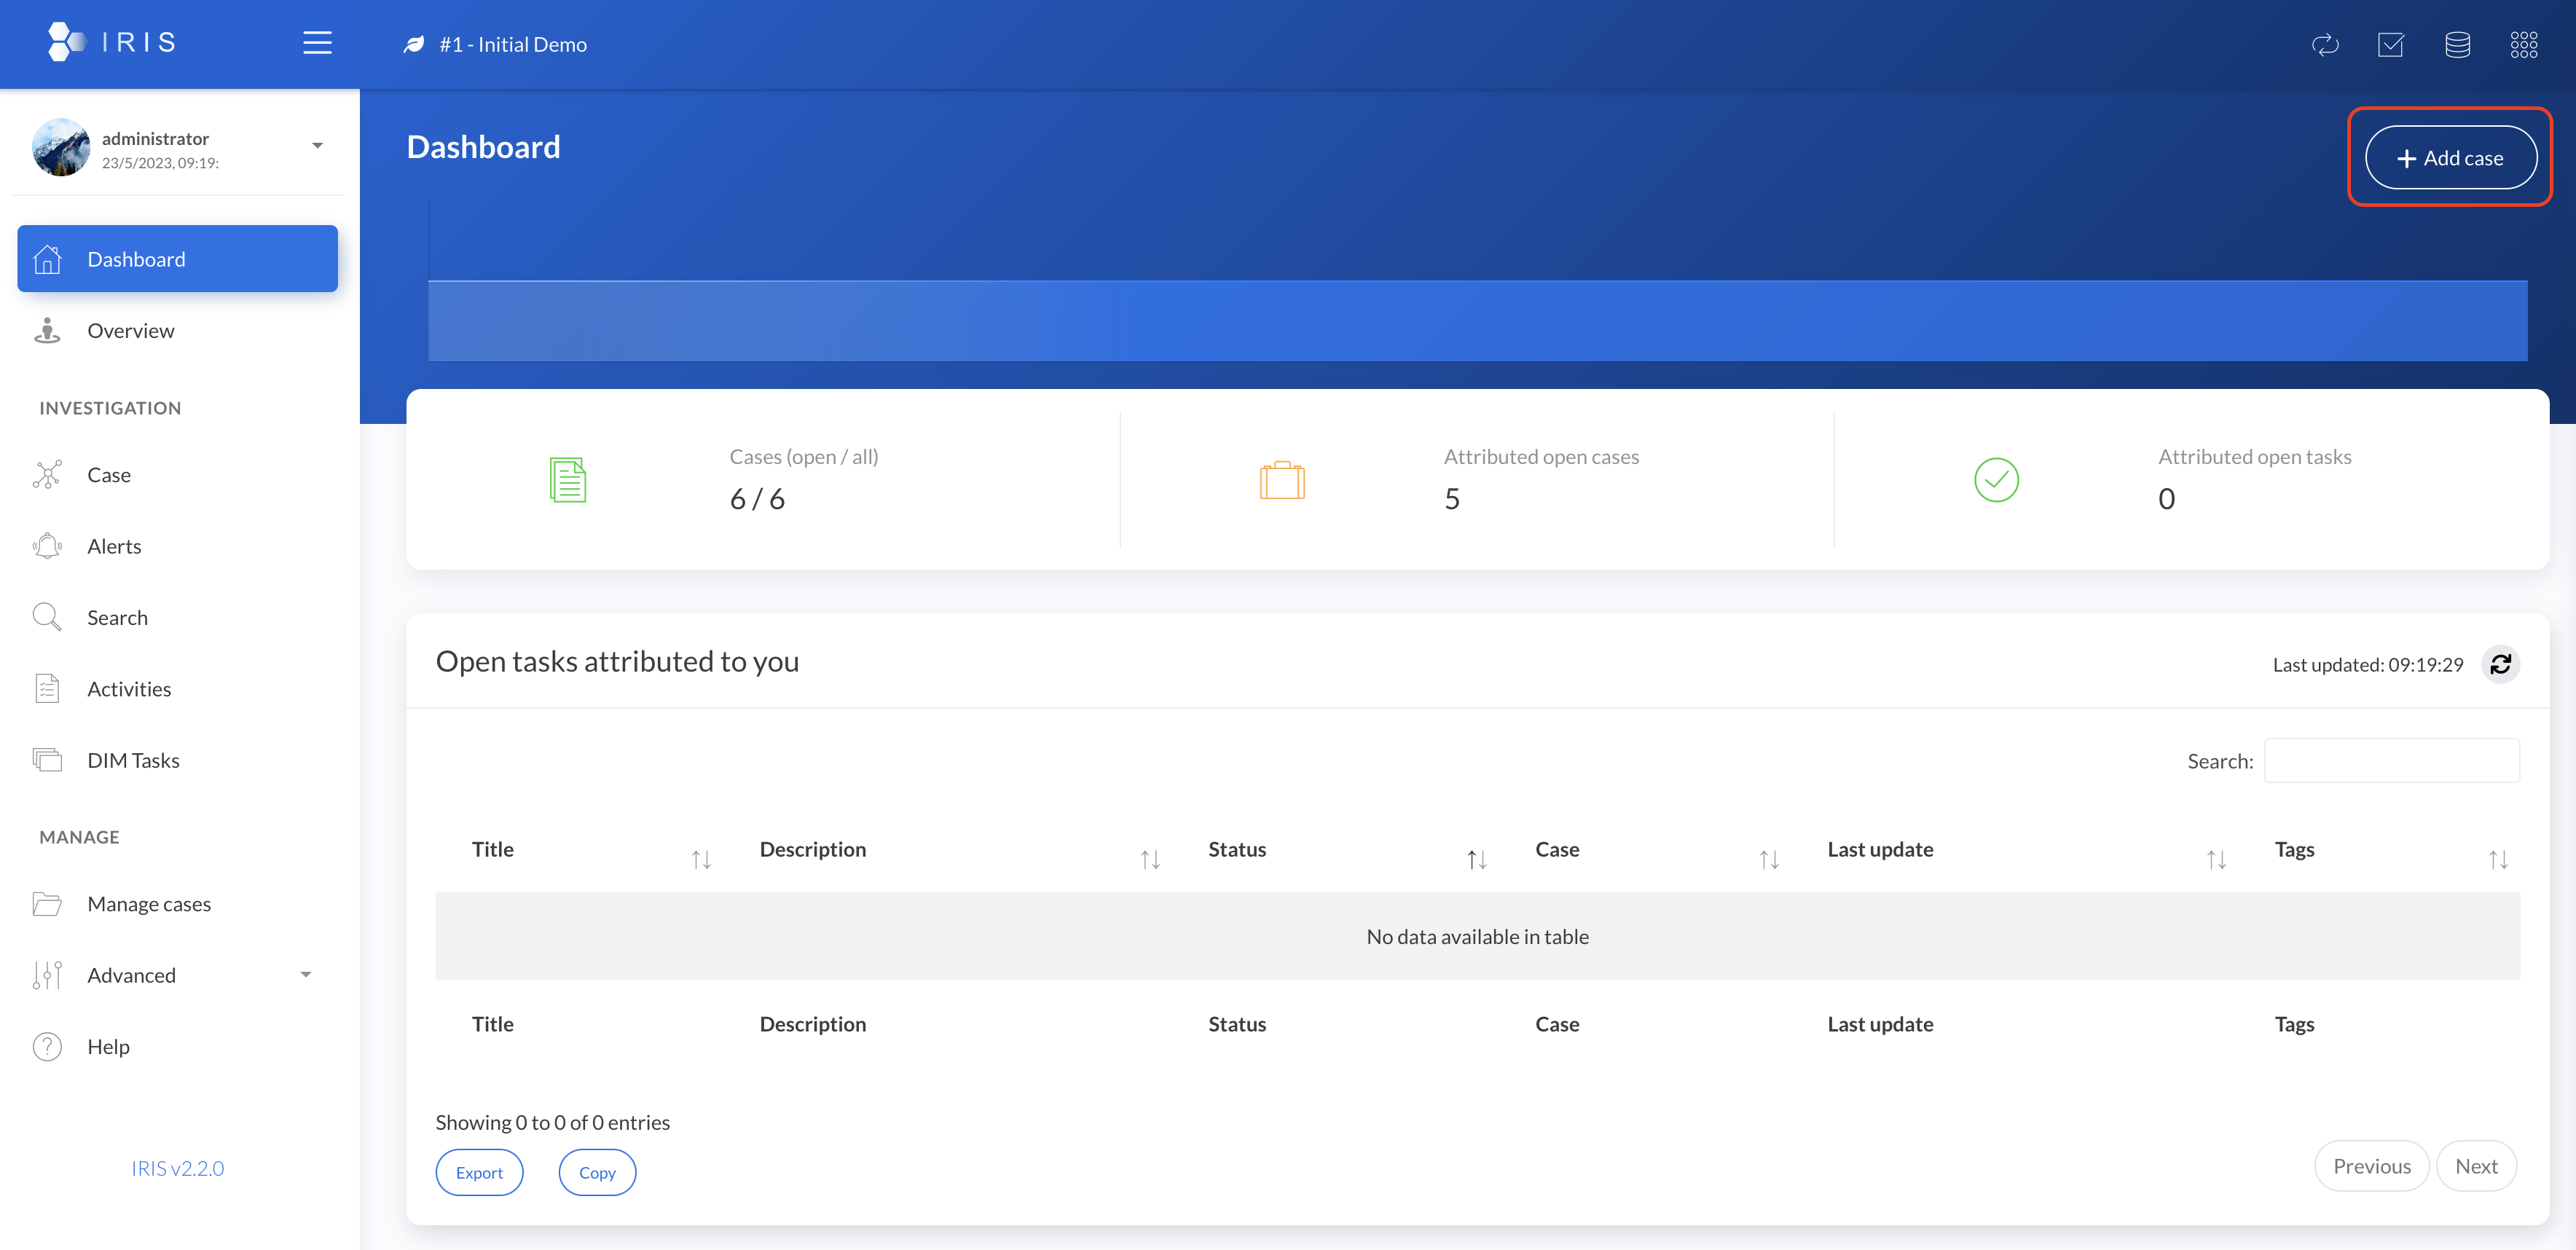 IRIS
#1 - Initial Demo
administrator
23/5/2023, 09:19:
Dashboard
Overview
INVESTIGATION
Case
Alerts
Search
Activities
DIM Tasks
MANAGE
Manage cases
Advanced
Help
IRIS v2.2.0
Dashboard
+ Add case
Cases (open / all)
6 / 6
Attributed open cases
5
Attributed open tasks
0
Open tasks attributed to you
Last updated: 09:19:29
Search:
Title Description Status Case Last update Tags
No data available in table
Title Description Status Case Last update Tags
Showing 0 to 0 of 0 entries
Export Copy
Previous Next